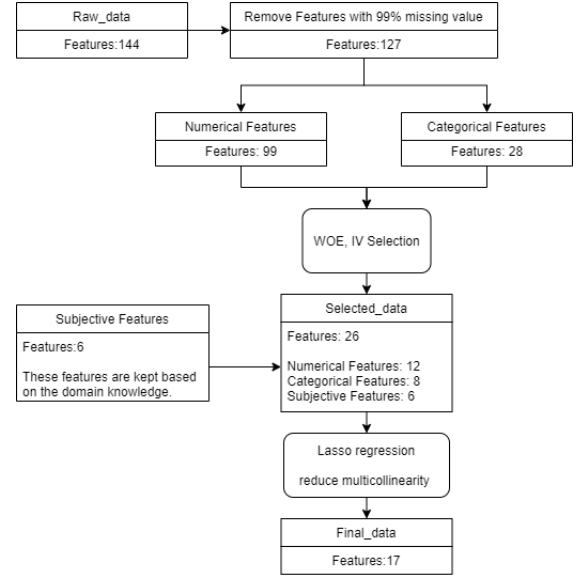 Raw_data
Features:144
Remove Features with 99% missing value
Features:127
Numerical Features
Features: 99
Categorical Features
Features: 28
WOE, IV Selection
Subjective Features
Features:6
These features are kept based
on the domain knowledge.
Selected_data
Features: 26
Numerical Features: 12
Categorical Features: 8
Subjective Features: 6
Lasso regression
reduce multicollinearity
Final_data
Features:17